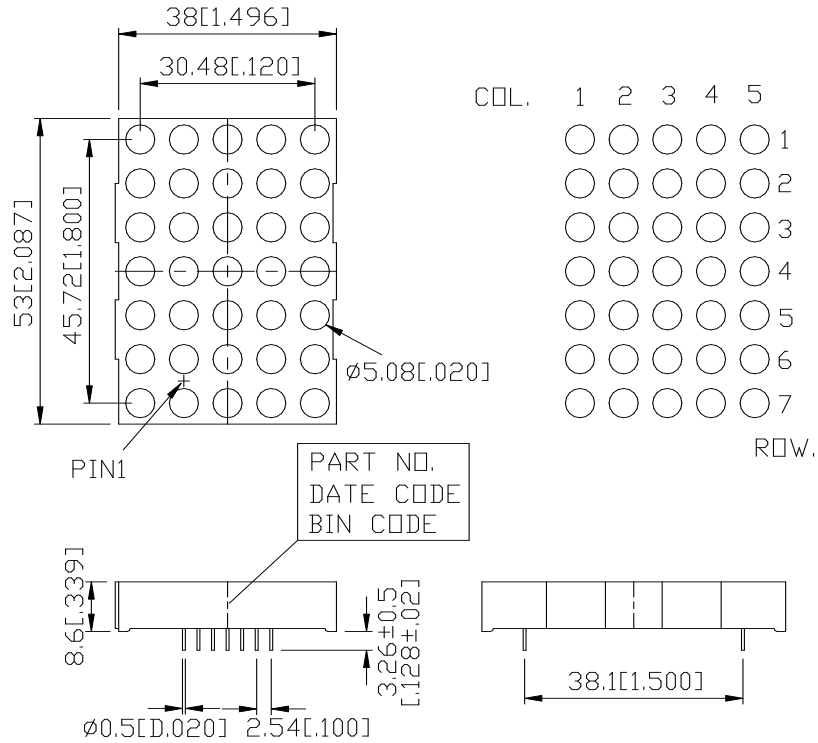 38[1.496]
30.48[.120]
COL. 1 2 3 4 5
1
2
3
4
5
6
7
ROW.
53[2.087]
45.72[1.800]
Ø5.08[.020]
PIN1
PART NO.
DATE CODE
BIN CODE
8.6[.339]
3.26±0.5
[.128±.02]
38.1[1.500]
Ø0.5[D.020]
2.54[.100]